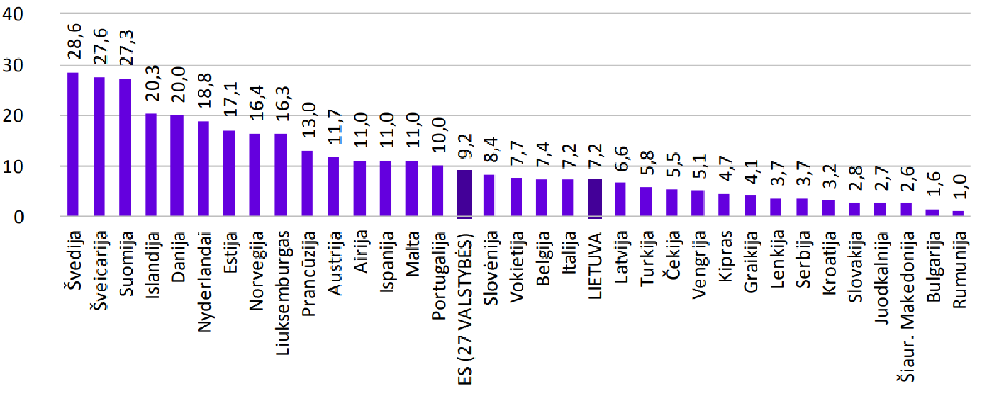 40
30
20
10
0
28,6
27,6
27,3
20,3
20,0
18,8
17,1
16,4
16,3
13,0
11,7
11,0
11,0
11,0
10,0
9,2
8,4
7,7
7,4
7,2
7,2
6,6
5,8
5,5
5,1
4,7
4,1
3,7
3,7
3,2
2,8
2,7
2,6
1,6
1,0
Švedija
Šveicarija
Suomija
Islandija
Danija
Nyderlandai
Estija
Norvegija
Liuksemburgas
Prancūzija
Austrija
Airija
Ispanija
Malta
Portugalija
ES (27 VALSTYBĖS)
Slovėnija
Vokietija
Belgija
Italija
LIETUVA
Latvija
Turkija
Čekija
Vengrija
Kipras
Graikija
Lenkija
Serbija
Kroatija
Slovakija
Juodkalnija
Šiaur. Makedonija
Bulgarija
Rumunija